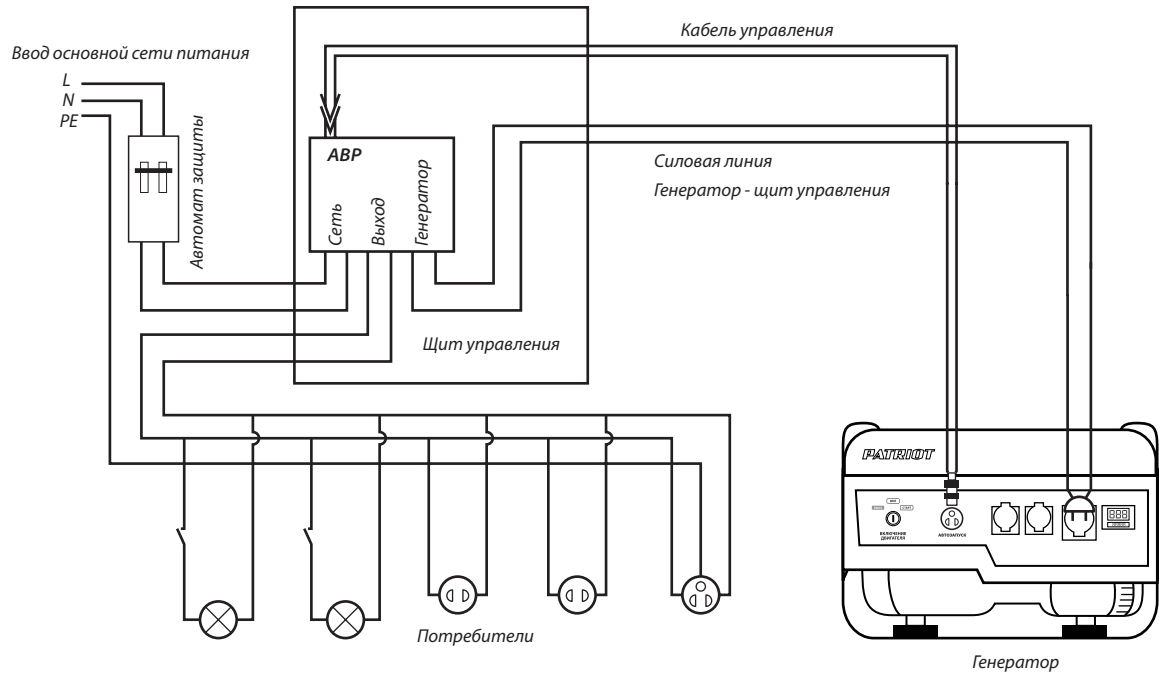 Ввод основной сети питания
L
N
PE
Автомат защиты
Кабель управления
АВР
Сеть
Выход
Генератор
Силовая линия
Генератор - щит управления
Щит управления
Потребители
PATRIOT
ВКЛЮЧЕНИЕ
ДВИГАТЕЛЯ
АВТОЗАПУСК
888
Генератор